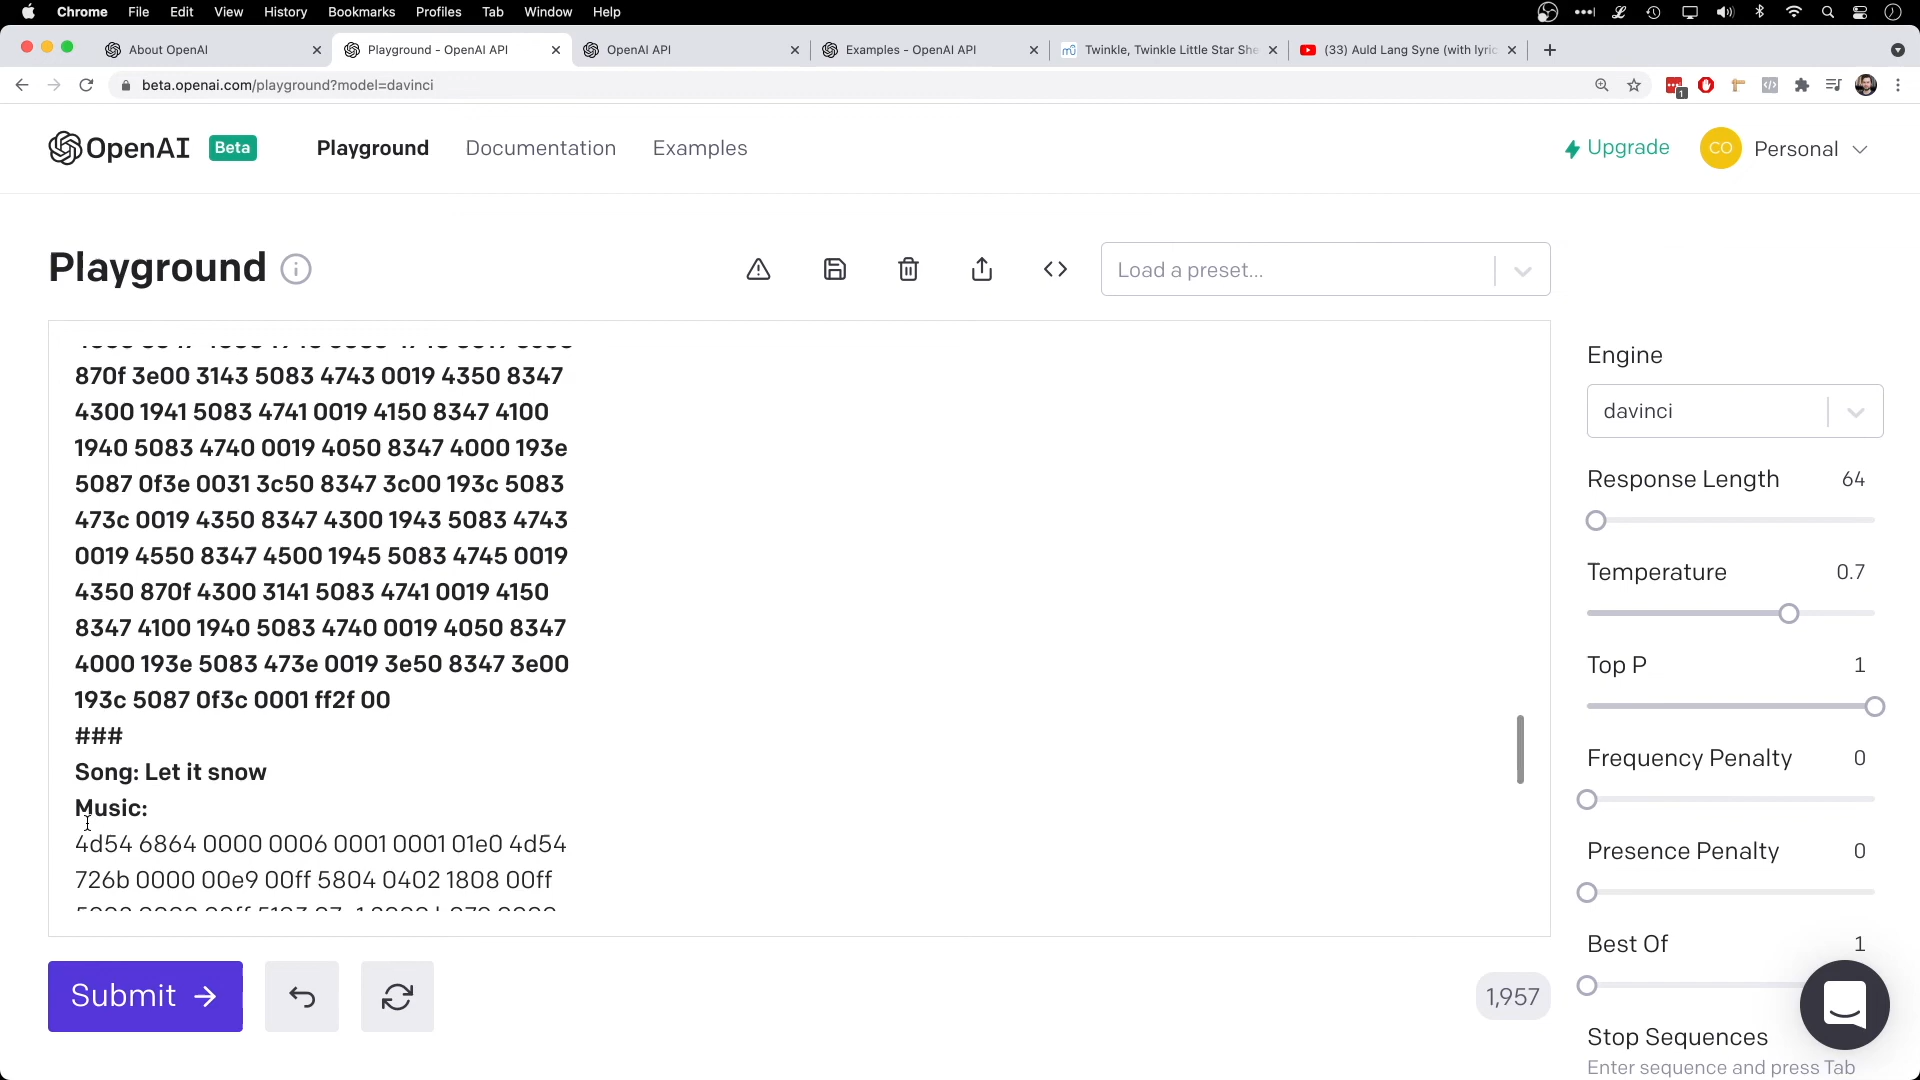 Chrome File Edit View History Bookmarks Profiles Tab Window Help
About OpenAI
Playground - OpenAI API
OpenAI API
Examples - OpenAI API
Twinkle, Twinkle Little Star She
(33) Auld Lang Syne (with lyric
beta.openai.com/playground?model=davinci
1
OpenAI Beta Playground Documentation Examples
Upgrade CO Personal
Playground
Load a preset...
870f 3e00 3143 5083 4743 0019 4350 8347
4300 1941 5083 4741 0019 4150 8347 4100
1940 5083 4740 0019 4050 8347 4000 193e
5087 0f3e 0031 3c50 8347 3c00 193c 5083
473c 0019 4350 8347 4300 1943 5083 4743
0019 4550 8347 4500 1945 5083 4745 0019
4350 870f 4300 3141 5083 4741 0019 4150
8347 4100 1940 5083 4740 0019 4050 8347
4000 193e 5083 473e 0019 3e50 8347 3e00
193c 5087 0f3c 0001 ff2f 00
###
Song: Let it snow
Music:
4d54 6864 0000 0006 0001 0001 01e0 4d54
726b 0000 00e9 00ff 5804 0402 1808 00ff
Submit
1,957
Engine
davinci
Response Length 64
Temperature 0.7
Top P 1
Frequency Penalty 0
Presence Penalty 0
Best Of 1
Stop Sequences
Enter sequence and press Tab